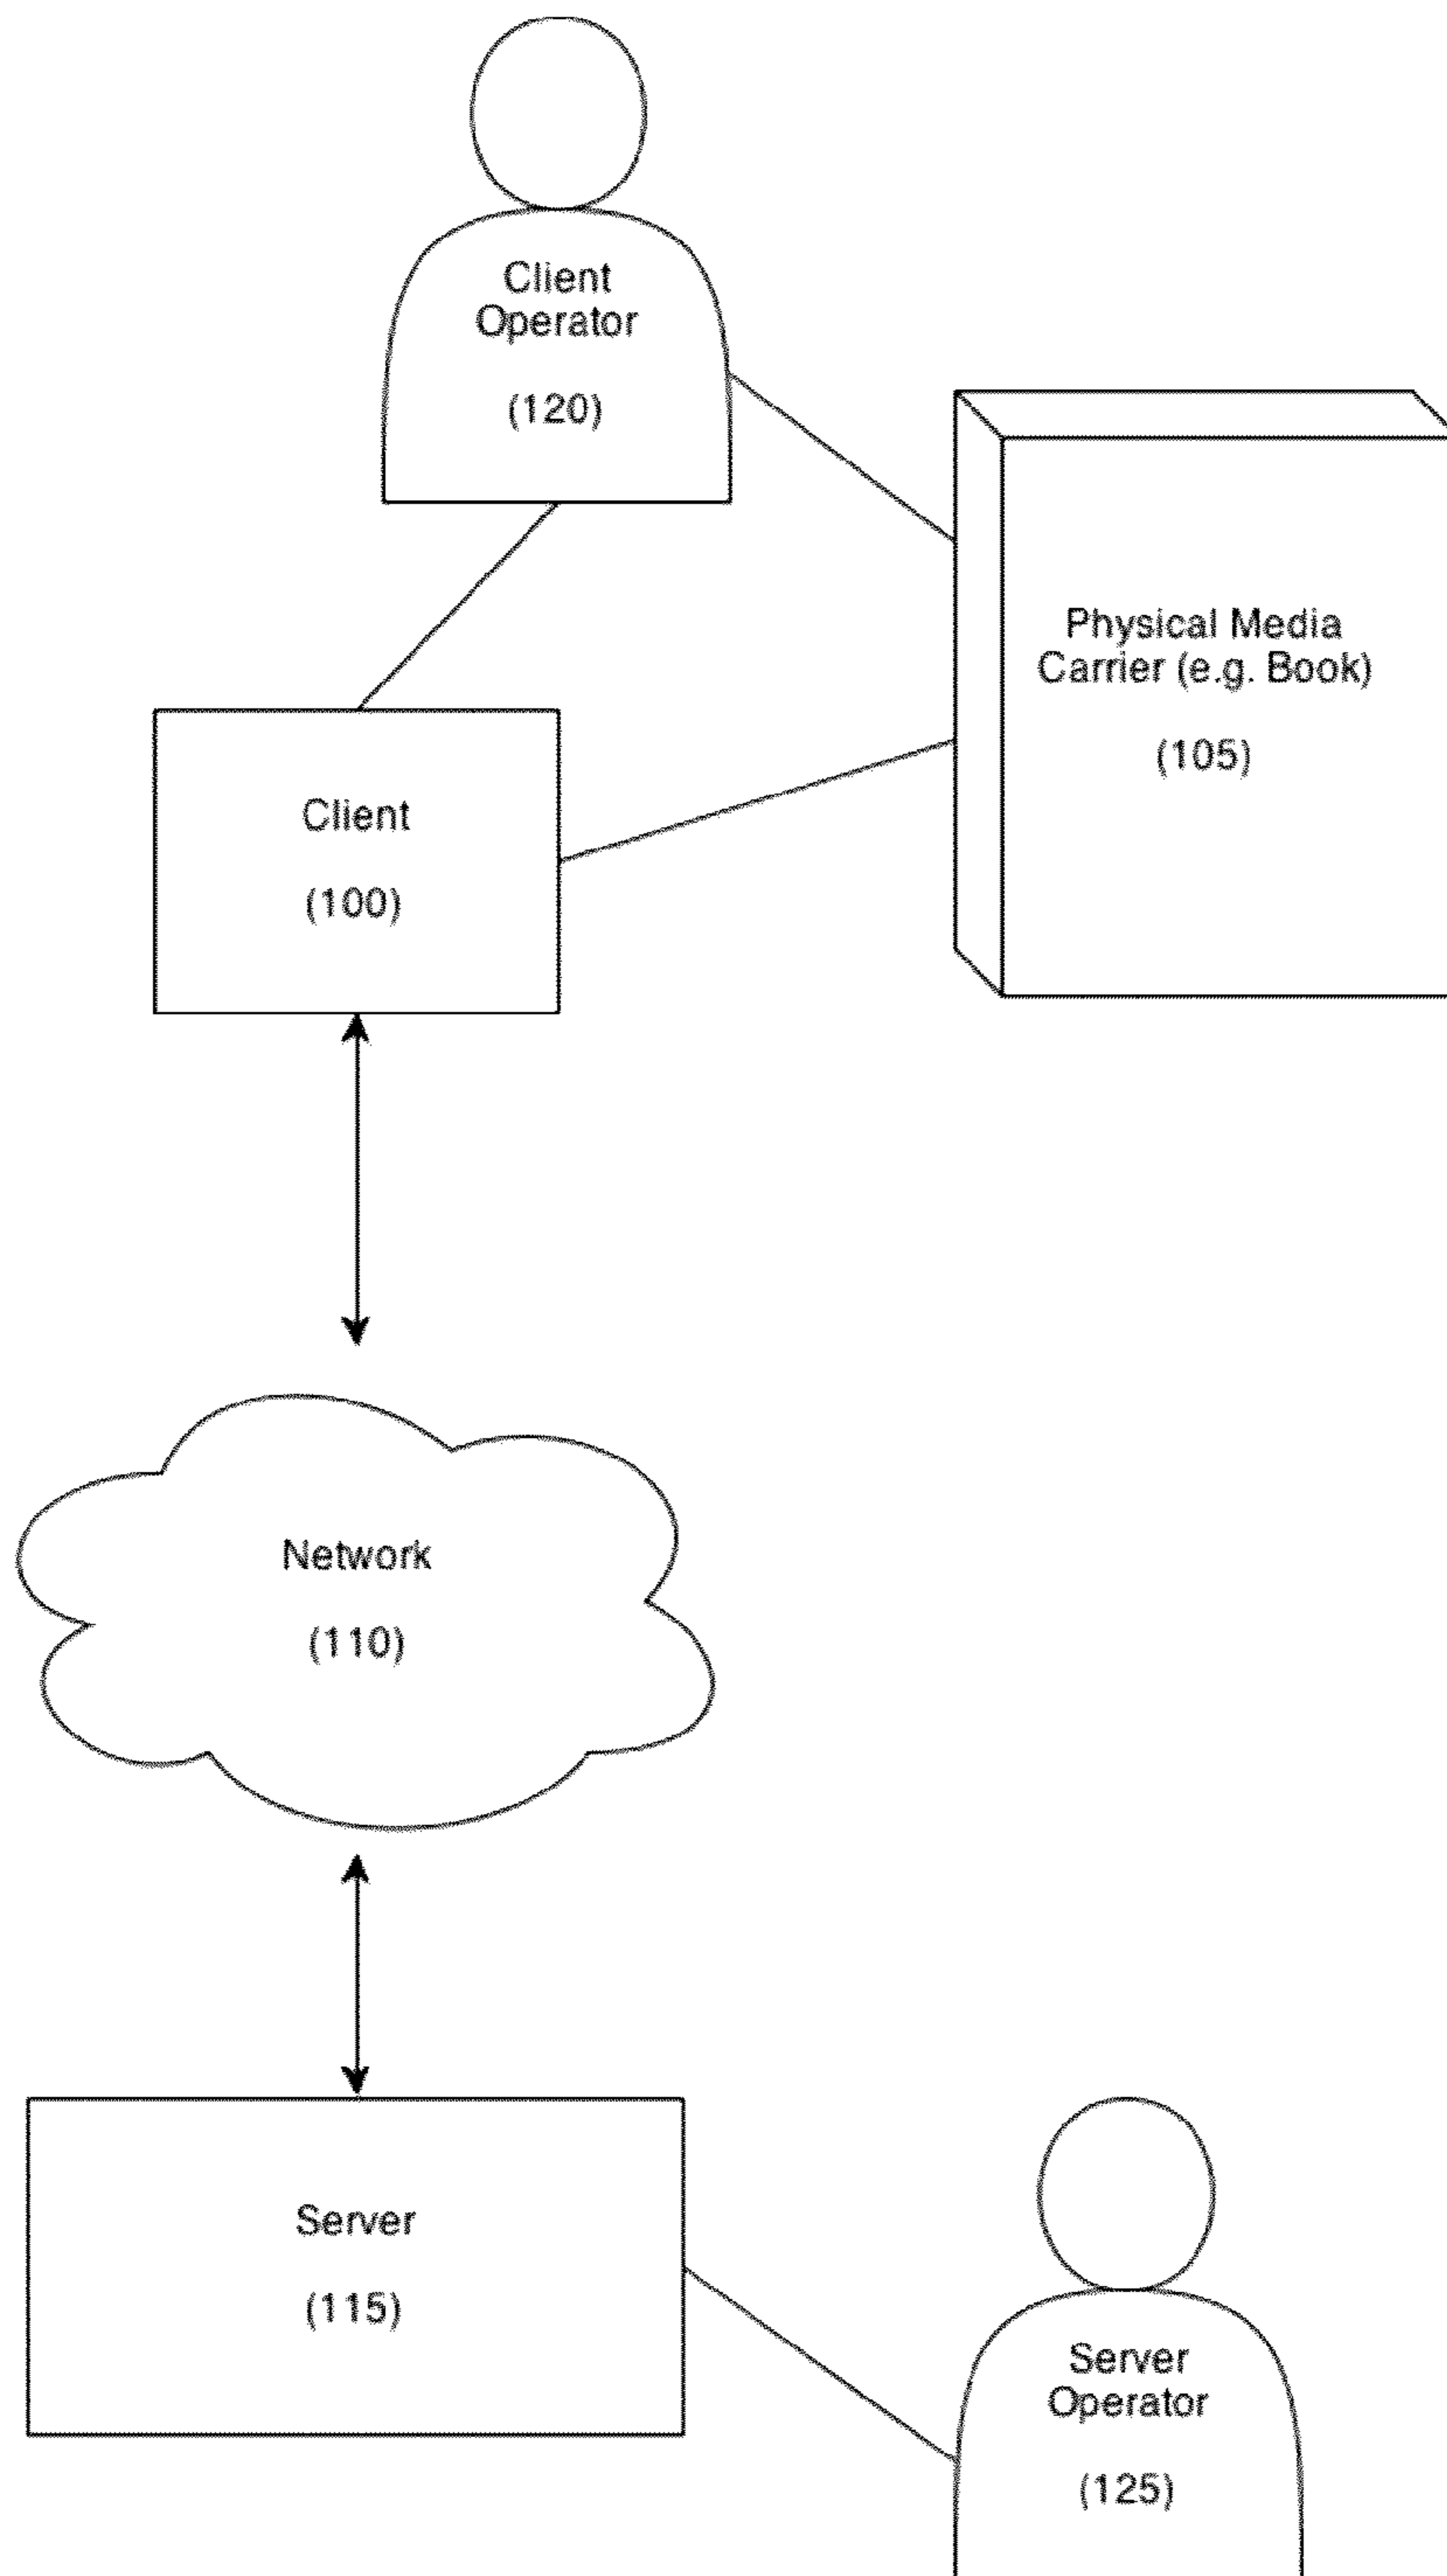 Client
Operator
(120)
Physical Media
Carrier (e.g. Book)
(105)
Client
(100)
Network
(110)
Server
(115)
Server
Operator
(125)